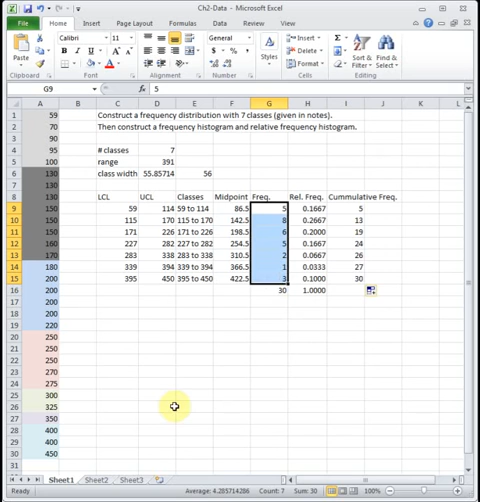 Ch2-Data - Microsoft Excel
File Home Insert Page Layout Formulas Data Review View
Calibri 11 General Insert
Paste B I U $ % , Styles Delete Sort & Filter Find & Select
Format
Clipboard Font Alignment Number Cells Editing
G9 fx 5
A B C D E F G H I J K L
1 59 Construct a frequency distribution with 7 classes (given in notes).
2 70 Then construct a frequency histogram and relative frequency histogram.
3 90
4 95 # classes 7
5 100 range 391
6 130 class width 55.85714 56
7 130
8 130 LCL UCL Classes Midpoint Freq. Rel. Freq. Cummulative Freq.
9 150 59 114 59 to 114 86.5 5 0.1667 5
10 150 115 170 115 to 170 142.5 8 0.2667 13
11 150 171 226 171 to 226 198.5 6 0.2000 19
12 150 227 282 227 to 282 254.5 5 0.1667 24
13 170 283 338 283 to 338 310.5 2 0.0667 26
14 180 339 394 339 to 394 366.5 1 0.0333 27
15 200 395 450 395 to 450 422.5 3 0.1000 30
16 200 30 1.0000
17 200
18 200
19 220
20 250
21 250
22 250
23 270
24 275
25 300
26 325
27 350
28 400
29 400
30 450
31
Sheet1 Sheet2 Sheet3
Ready Average: 4.285714286 Count: 7 Sum: 30 100%